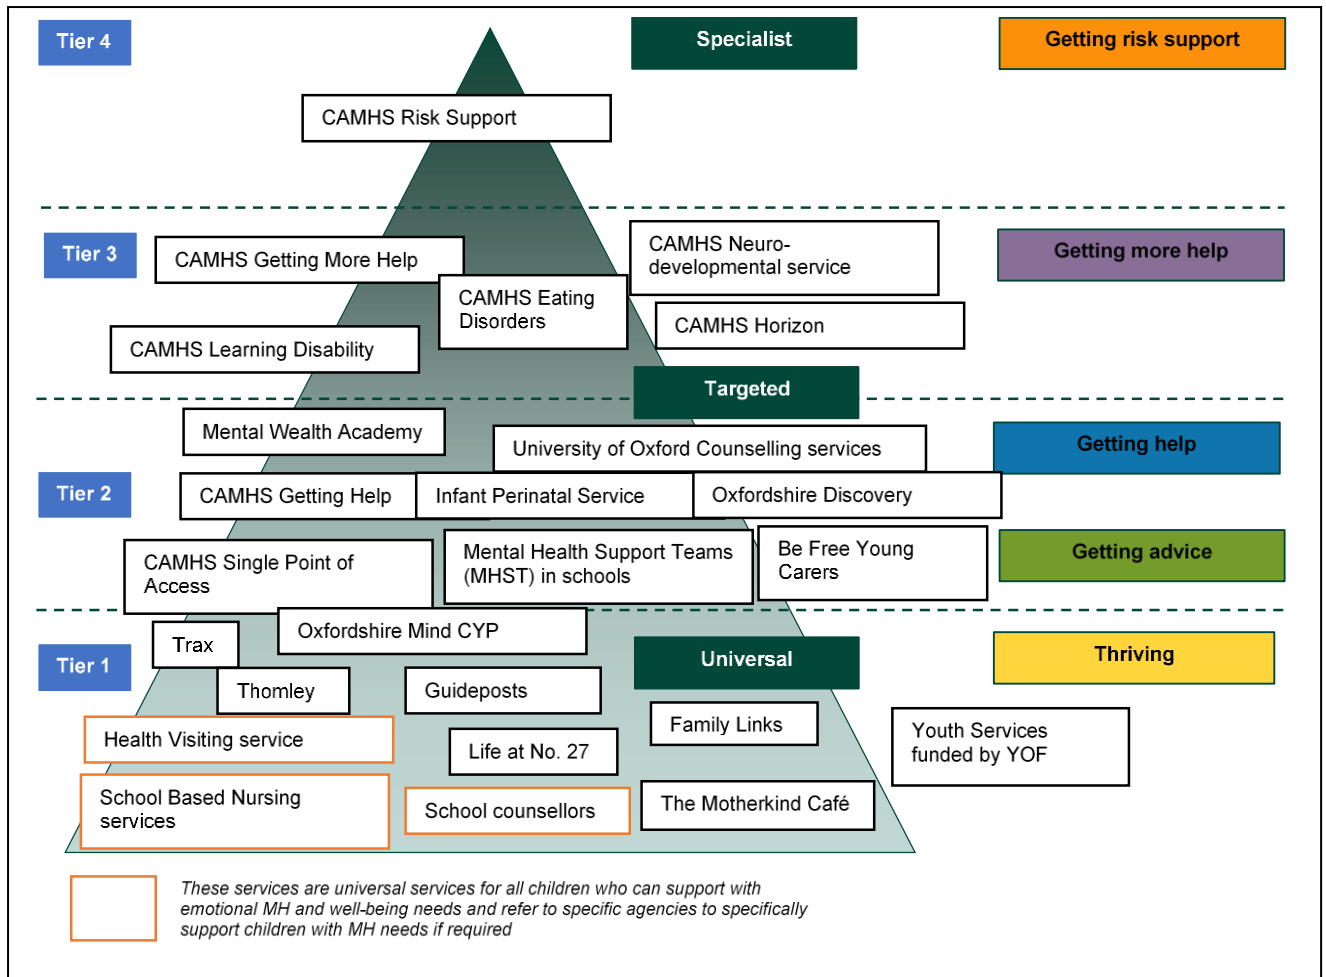 Tier 4
Specialist
Getting risk support
CAMHS Risk Support
Tier 3
CAMHS Getting More Help
CAMHS Neuro-
developmental service
Getting more help
CAMHS Eating
Disorders
CAMHS Horizon
CAMHS Learning Disability
Targeted
Mental Wealth Academy
University of Oxford Counselling services
Getting help
Tier 2
CAMHS Getting Help
Infant Perinatal Service
Oxfordshire Discovery
CAMHS Single Point of
Access
Mental Health Support Teams
(MHST) in schools
Be Free Young
Carers
Getting advice
Oxfordshire Mind CYP
Trax
Tier 1
Universal
Thriving
Thomley
Guideposts
Family Links
Youth Services
funded by YOF
Health Visiting service
Life at No. 27
School Based Nursing
services
School counsellors
The Motherkind Café
These services are universal services for all children who can support with
emotional MH and well-being needs and refer to specific agencies to specifically
support children with MH needs if required